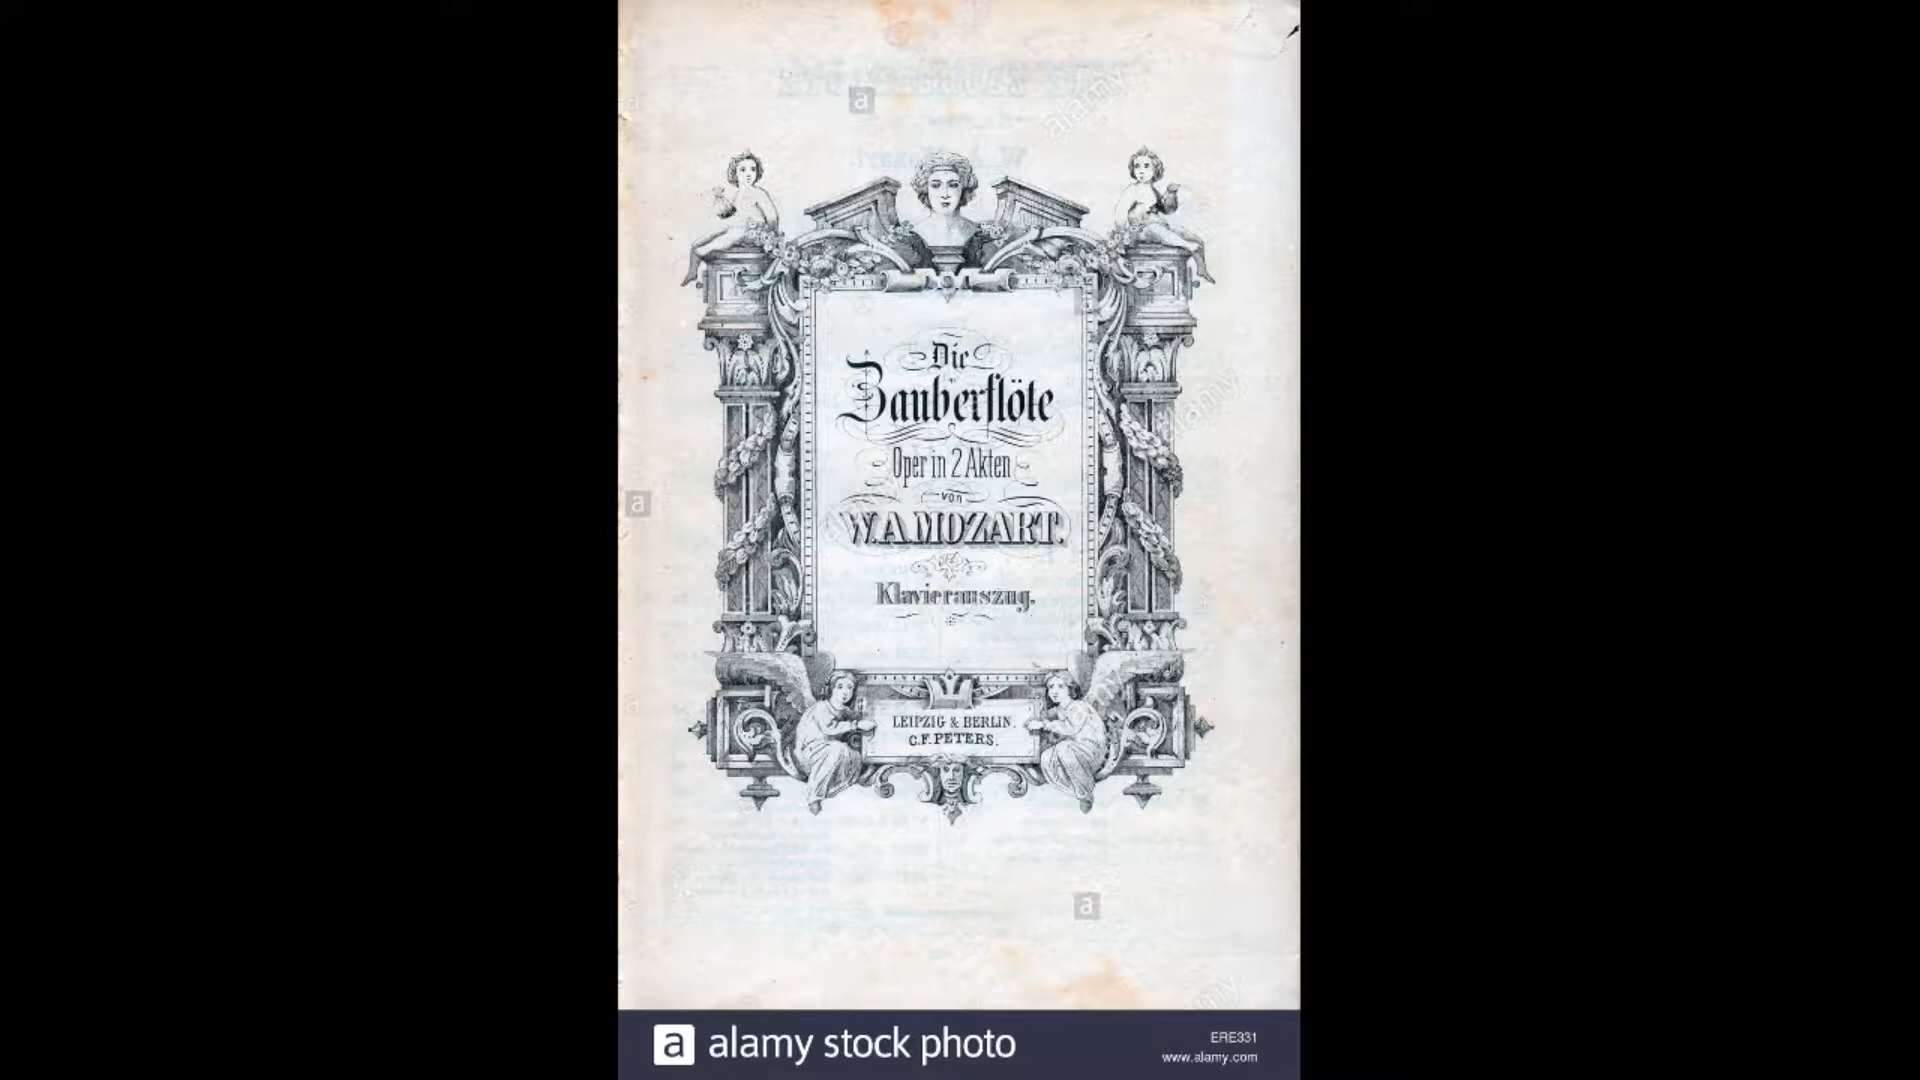 Die
Zauberflöte
Oper in 2 Akten
von
W.A.MOZART.
Klavierauszug.
LEIPZIG & BERLIN.
C.F. PETERS.
a alamy stock photo
ERE331
www.alamy.com